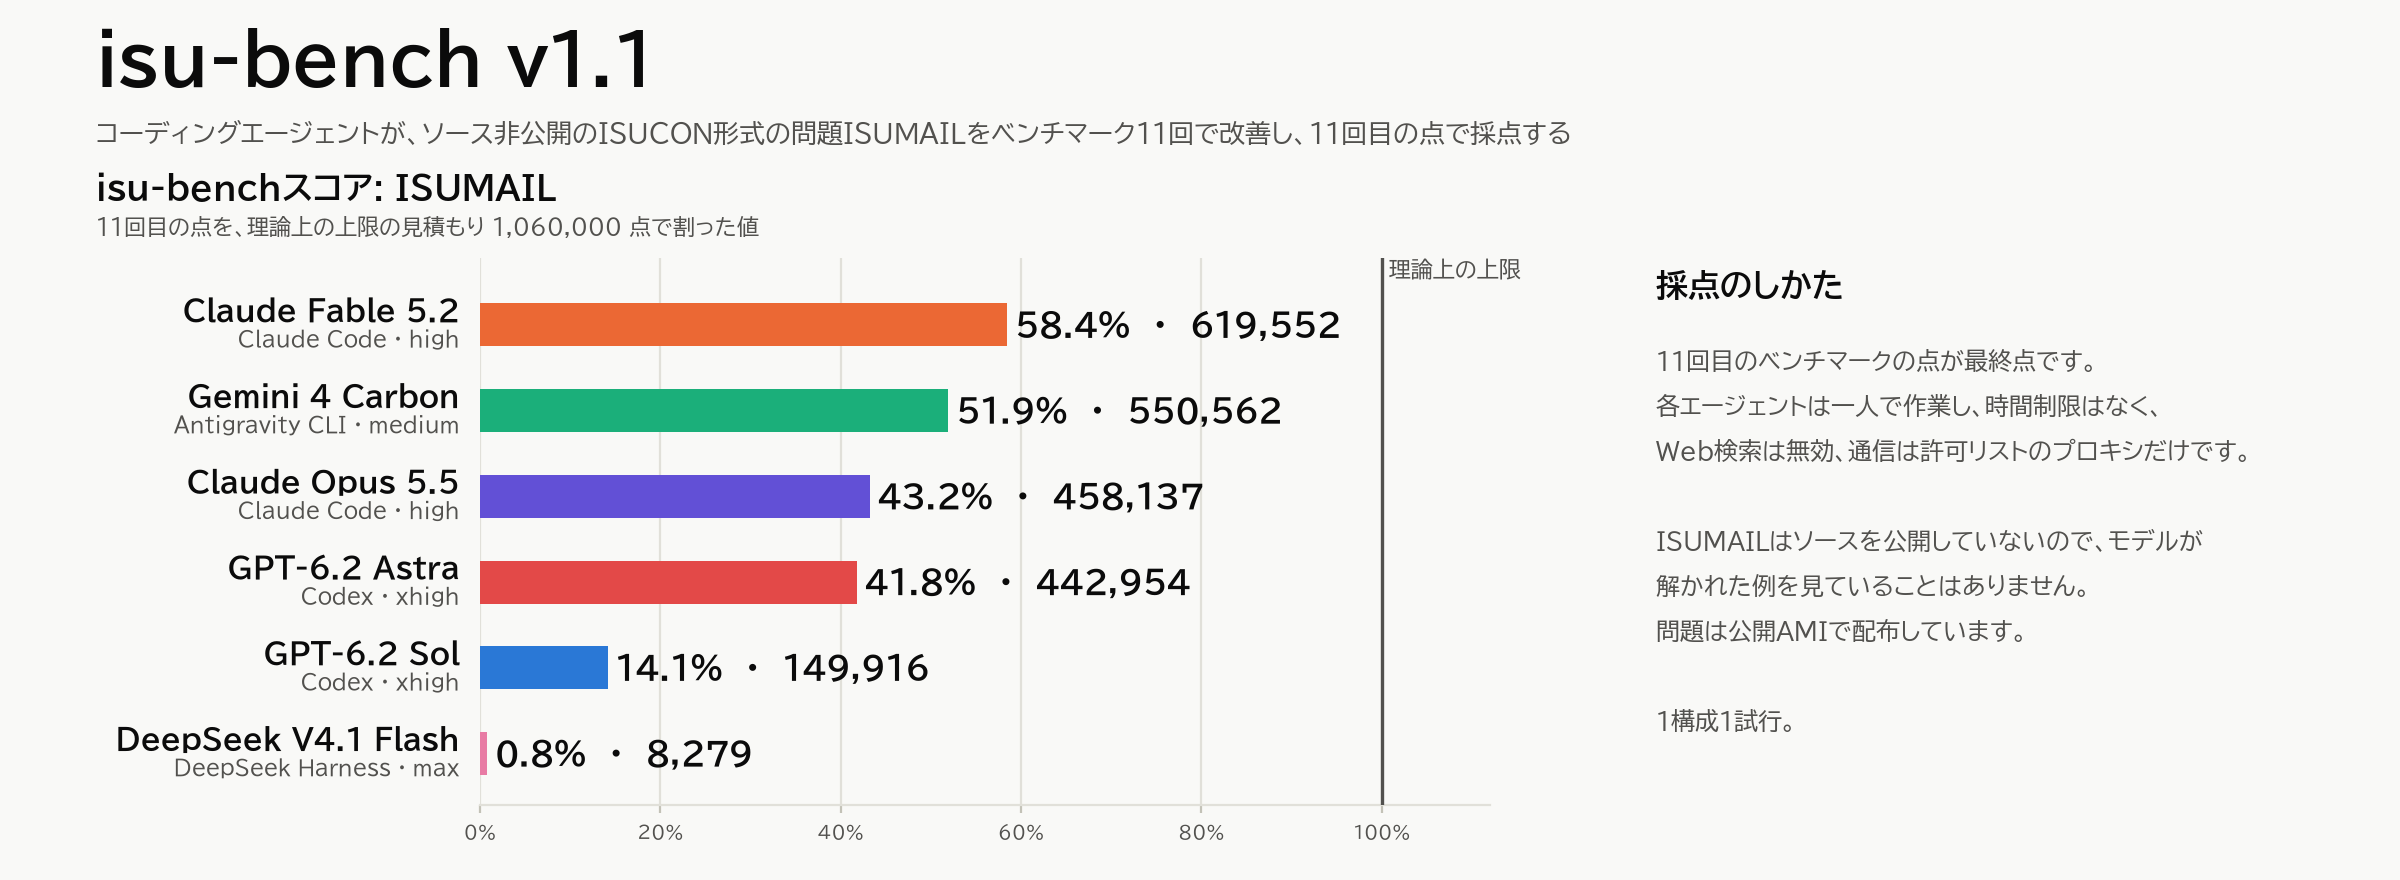 isu-bench v1.1
コーディングエージェントが、ソース非公開のISUCON形式の問題ISUMAILをベンチマーク11回で改善し、11回目の点で採点する
isu-benchスコア: ISUMAIL
11回目の点を、理論上の上限の見積もり 1,060,000 点で割った値
理論上の上限
Claude Fable 5.2
Claude Code・high
58.4% ・ 619,552
Gemini 4 Carbon
Antigravity CLI・medium
51.9% ・ 550,562
Claude Opus 5.5
Claude Code・high
43.2% ・ 458,137
GPT-6.2 Astra
Codex・xhigh
41.8% ・ 442,954
GPT-6.2 Sol
Codex・xhigh
14.1% ・ 149,916
DeepSeek V4.1 Flash
DeepSeek Harness・max
0.8% ・ 8,279
0%
20%
40%
60%
80%
100%
採点のしかた
11回目のベンチマークの点が最終点です。
各エージェントは一人で作業し、時間制限はなく、
Web検索は無効、通信は許可リストのプロキシだけです。
ISUMAILはソースを公開していないので、モデルが
解かれた例を見ていることはありません。
問題は公開AMIで配布しています。
1構成1試行。